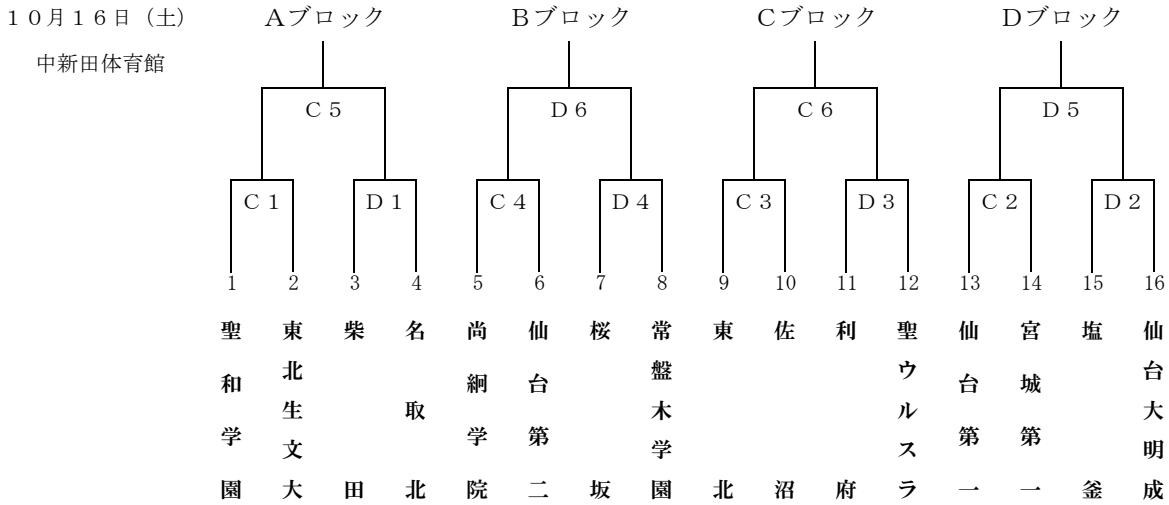 １０月１６日（土） Aブロック Bブロック Cブロック Dブロック
中新田体育館
C５ D６ C６ D５
C１ D１ C４ D４ C３ D３ C２ D２
1 2 3 4 5 6 7 8 9 10 11 12 13 14 15 16
聖和学園
東北生文大
柴田
名取北
尚絅学院
仙台第二
桜坂
常盤木学園
東北
佐沼
利府
聖ウルスラ
仙台第一
宮城第一
塩釜
仙台大明成